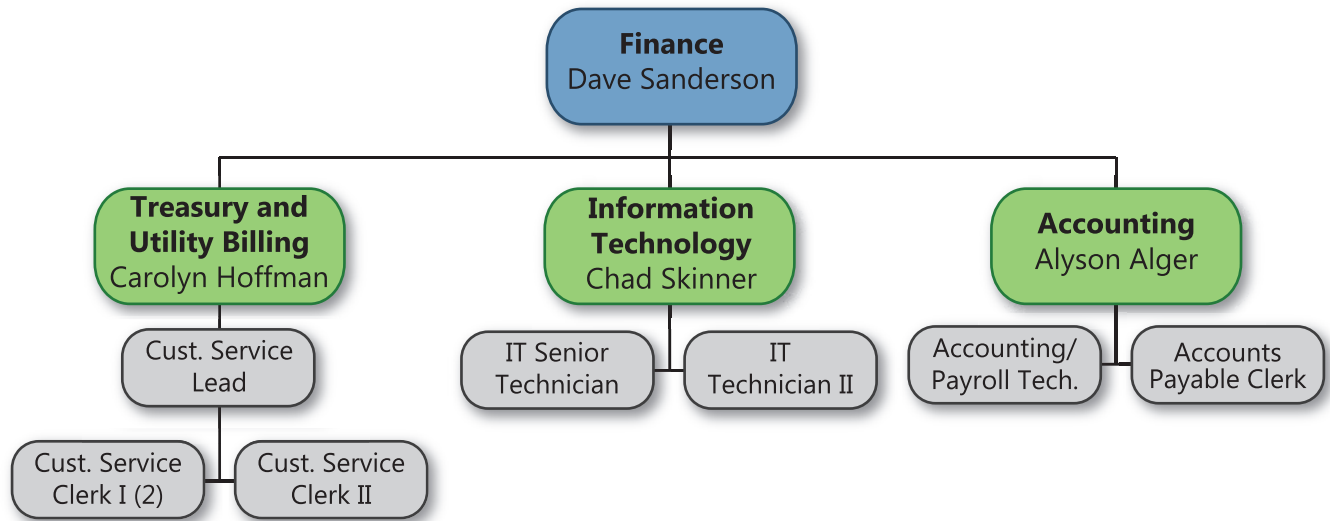 Finance
Dave Sanderson
Treasury and
Utility Billing
Carolyn Hoffman
Information
Technology
Chad Skinner
Accounting
Alyson Alger
Cust. Service
Lead
IT Senior
Technician
IT
Technician II
Accounting/
Payroll Tech.
Accounts
Payable Clerk
Cust. Service
Clerk I (2)
Cust. Service
Clerk II